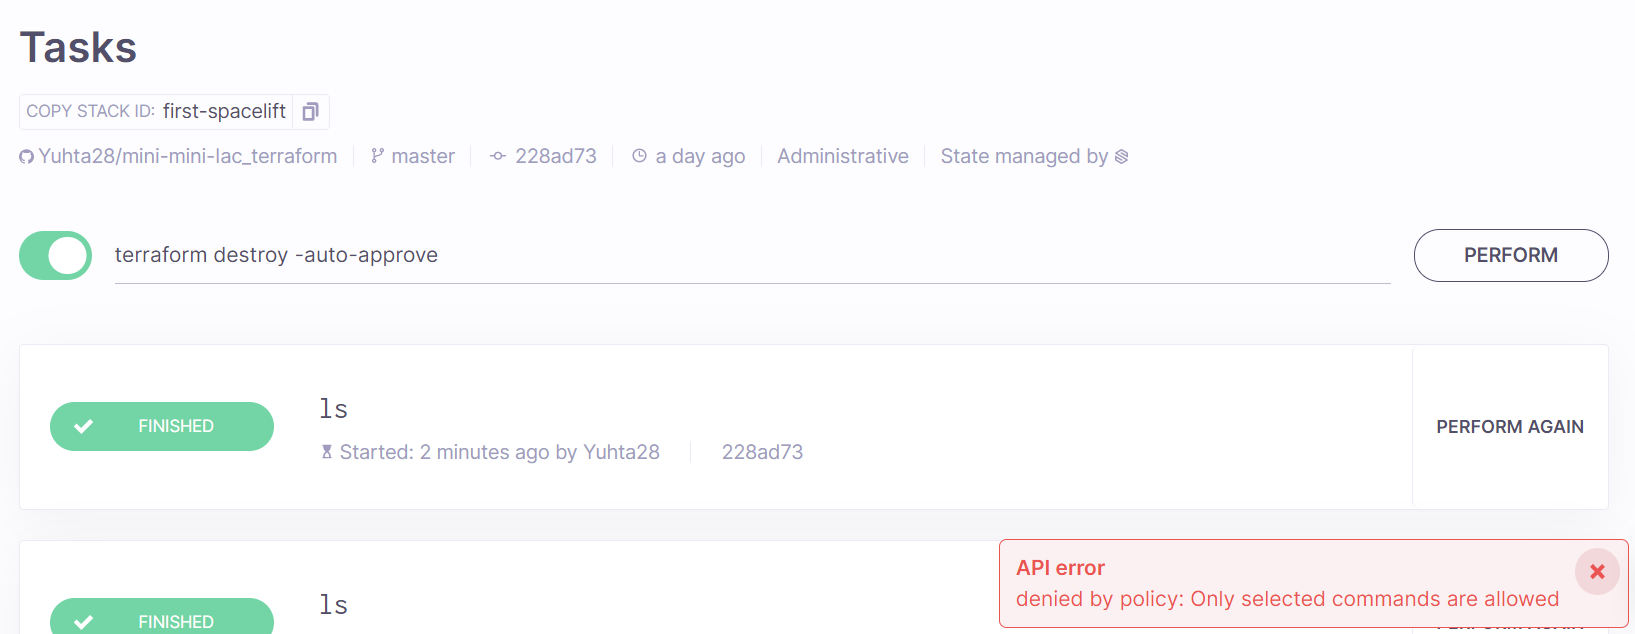 Tasks
COPY STACK ID: first-spacelift
Yuhta28/mini-mini-lac_terraform master 228ad73 a day ago Administrative State managed by
terraform destroy -auto-approve PERFORM
ls
FINISHED
Started: 2 minutes ago by Yuhta28 228ad73
PERFORM AGAIN
ls
FINISHED
API error
denied by policy: Only selected commands are allowed